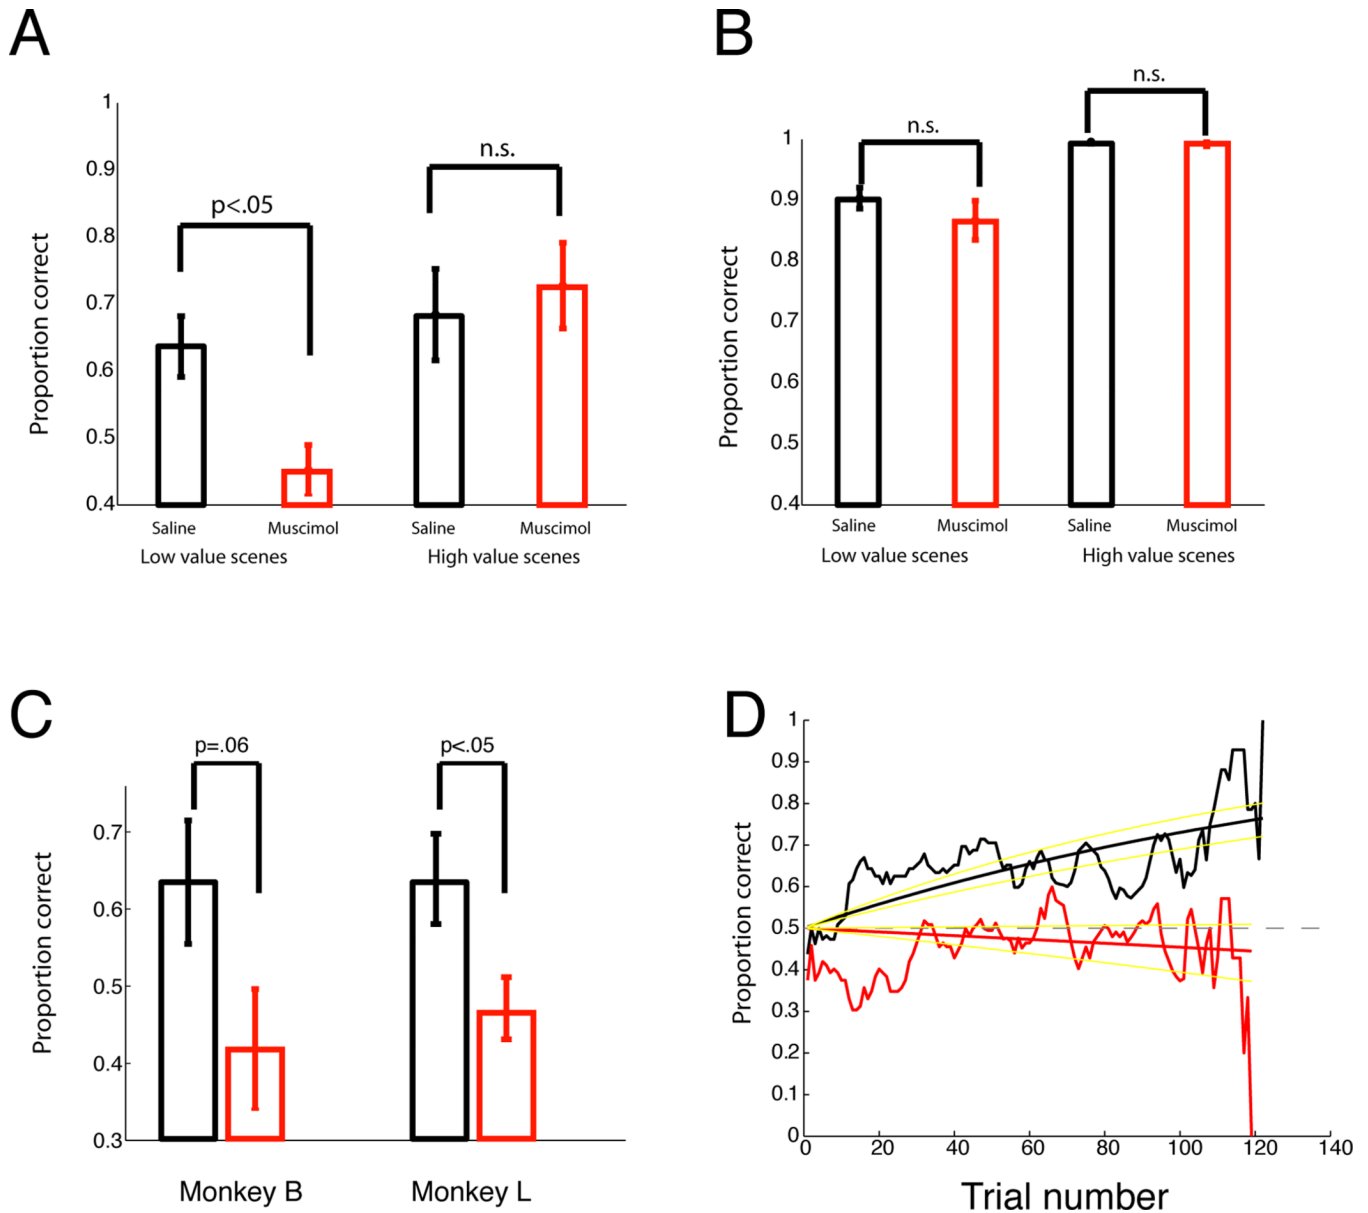 A
1
0.9
0.8
0.7
0.6
0.5
0.4
Proportion correct
p<.05
n.s.
Saline Muscimol Saline Muscimol
Low value scenes High value scenes
B
1
0.9
0.8
0.7
0.6
0.5
0.4
Proportion correct
n.s.
n.s.
Saline Muscimol Saline Muscimol
Low value scenes High value scenes
C
0.7
0.6
0.5
0.4
0.3
Proportion correct
p=.06
p<.05
Monkey B Monkey L
D
1
0.9
0.8
0.7
0.6
0.5
0.4
0.3
0.2
0.1
0
Proportion correct
0 20 40 60 80 100 120 140
Trial number